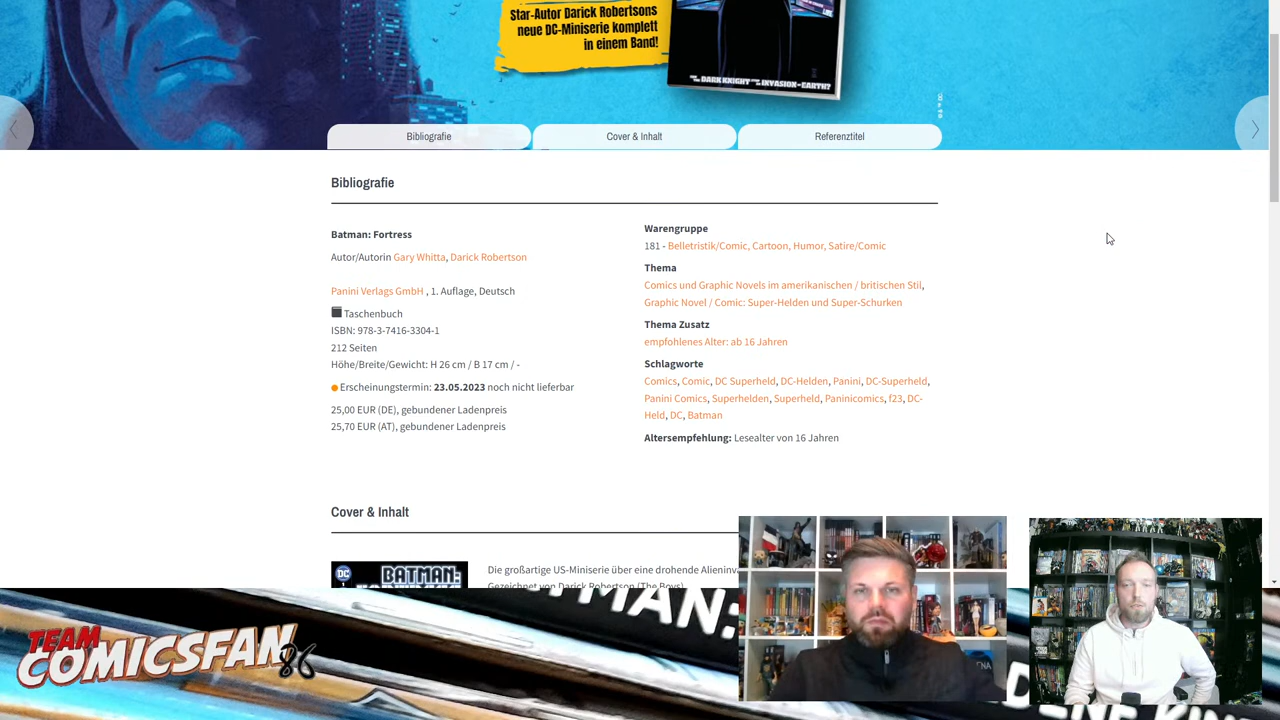 Star-Autor Darick Robertsons
neue DC-Miniserie komplett
in einem Band!
THE DARK KNIGHT INVASION-EARTH?
Bibliografie
Cover & Inhalt
Referenztitel
Bibliografie
Batman: Fortress
Autor/Autorin Gary Whitta, Darick Robertson
Panini Verlags GmbH , 1. Auflage, Deutsch
Taschenbuch
ISBN: 978-3-7416-3304-1
212 Seiten
Höhe/Breite/Gewicht: H 26 cm / B 17 cm / -
Erscheinungstermin: 23.05.2023 noch nicht lieferbar
25,00 EUR (DE), gebundener Ladenpreis
25,70 EUR (AT), gebundener Ladenpreis
Warengruppe
181 - Belletristik/Comic, Cartoon, Humor, Satire/Comic
Thema
Comics und Graphic Novels im amerikanischen / britischen Stil,
Graphic Novel / Comic: Super-Helden und Super-Schurken
Thema Zusatz
empfohlenes Alter: ab 16 Jahren
Schlagworte
Comics, Comic, DC Superheld, DC-Helden, Panini, DC-Superheld,
Panini Comics, Superhelden, Superheld, Paninicomics, f23, DC-
Held, DC, Batman
Altersempfehlung: Lesealter von 16 Jahren
Cover & Inhalt
DC
BATMAN:
Die großartige US-Miniserie über eine drohende
Gezeichnet von Darick Robertson (The Boys)
TEAM
COMICSFAN
86